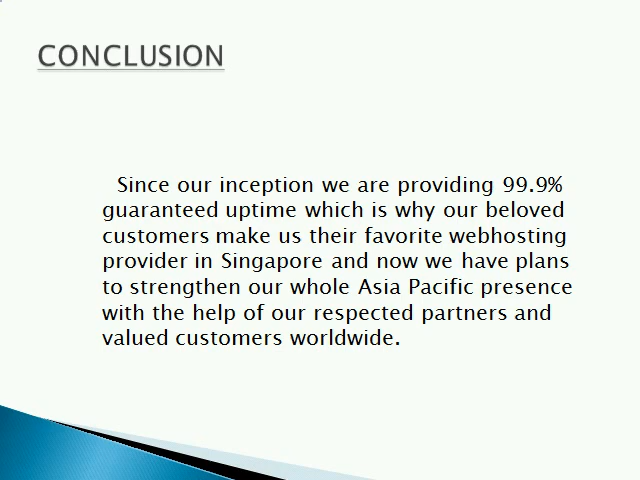 CONCLUSION
Since our inception we are providing 99.9%
guaranteed uptime which is why our beloved
customers make us their favorite webhosting
provider in Singapore and now we have plans
to strengthen our whole Asia Pacific presence
with the help of our respected partners and
valued customers worldwide.